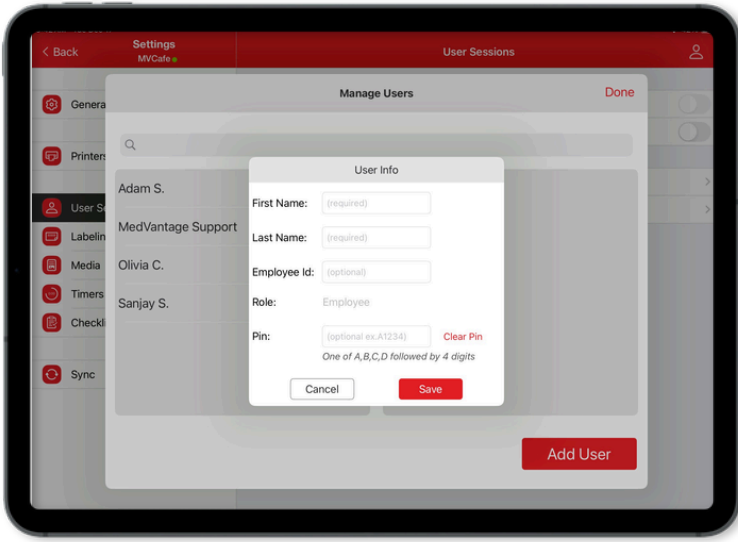 Back
Settings
MVCafe
User Sessions
Manage Users
Done
Genera
Printers
User Se
Labelin
Media
Timers
Checkli
Sync
Adam S.
MedVantage Support
Olivia C.
Sanjay S.
User Info
First Name: (required)
Last Name: (required)
Employee Id: (optional)
Role: Employee
Pin: (optional ex.A1234) Clear Pin
One of A,B,C,D followed by 4 digits
Cancel Save
Add User